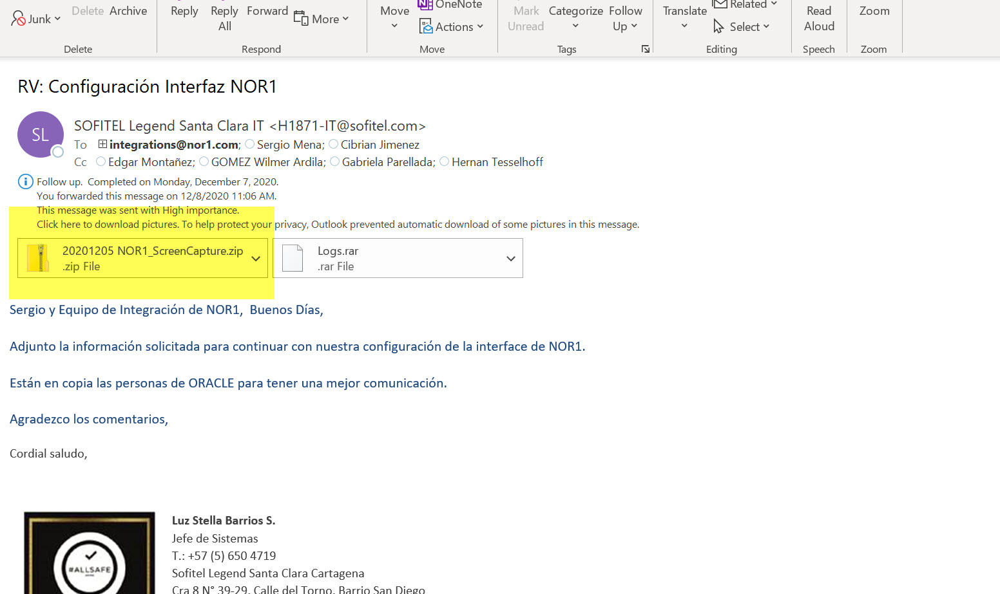 Junk
Delete Archive
Delete
Reply Reply All Forward More
Respond
Move OneNote
Actions
Move
Mark Unread Categorize Follow Up
Tags
Translate Related
Select
Editing
Read Aloud
Speech
Zoom
Zoom
RV: Configuración Interfaz NOR1
SL
SOFITEL Legend Santa Clara IT <H1871-IT@sofitel.com>
To integrations@nor1.com; Sergio Mena; Cibrian Jimenez
Cc Edgar Montañez; GOMEZ Wilmer Ardila; Gabriela Parellada; Hernan Tesselhoff
Follow up. Completed on Monday, December 7, 2020.
You forwarded this message on 12/8/2020 11:06 AM.
This message was sent with High importance.
Click here to download pictures. To help protect your privacy, Outlook prevented automatic download of some pictures in this message.
20201205 NOR1_ScreenCapture.zip
.zip File
Logs.rar
.rar File
Sergio y Equipo de Integración de NOR1, Buenos Días,
Adjunto la información solicitada para continuar con nuestra configuración de la interface de NOR1.
Están en copia las personas de ORACLE para tener una mejor comunicación.
Agradezco los comentarios,
Cordial saludo,
#ALLSAFE
Luz Stella Barrios S.
Jefe de Sistemas
T.: +57 (5) 650 4719
Sofitel Legend Santa Clara Cartagena
Cra 8 N° 39-29, Calle del Torno, Barrio San Diego